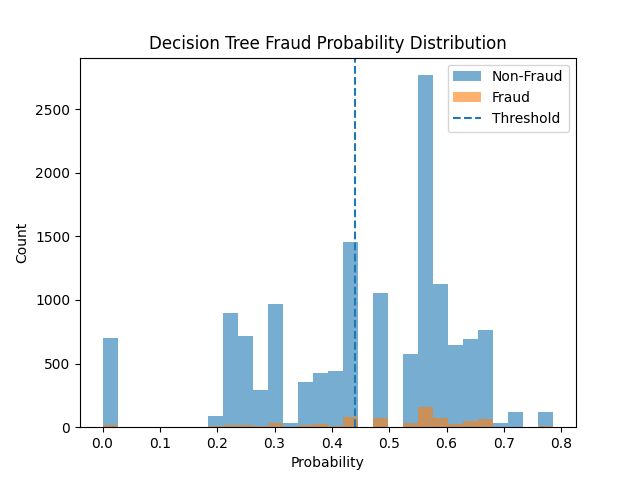 Decision Tree Fraud Probability Distribution
Non-Fraud
Fraud
Threshold
2500
2000
1500
1000
500
0
Count
0.0 0.1 0.2 0.3 0.4 0.5 0.6 0.7 0.8
Probability